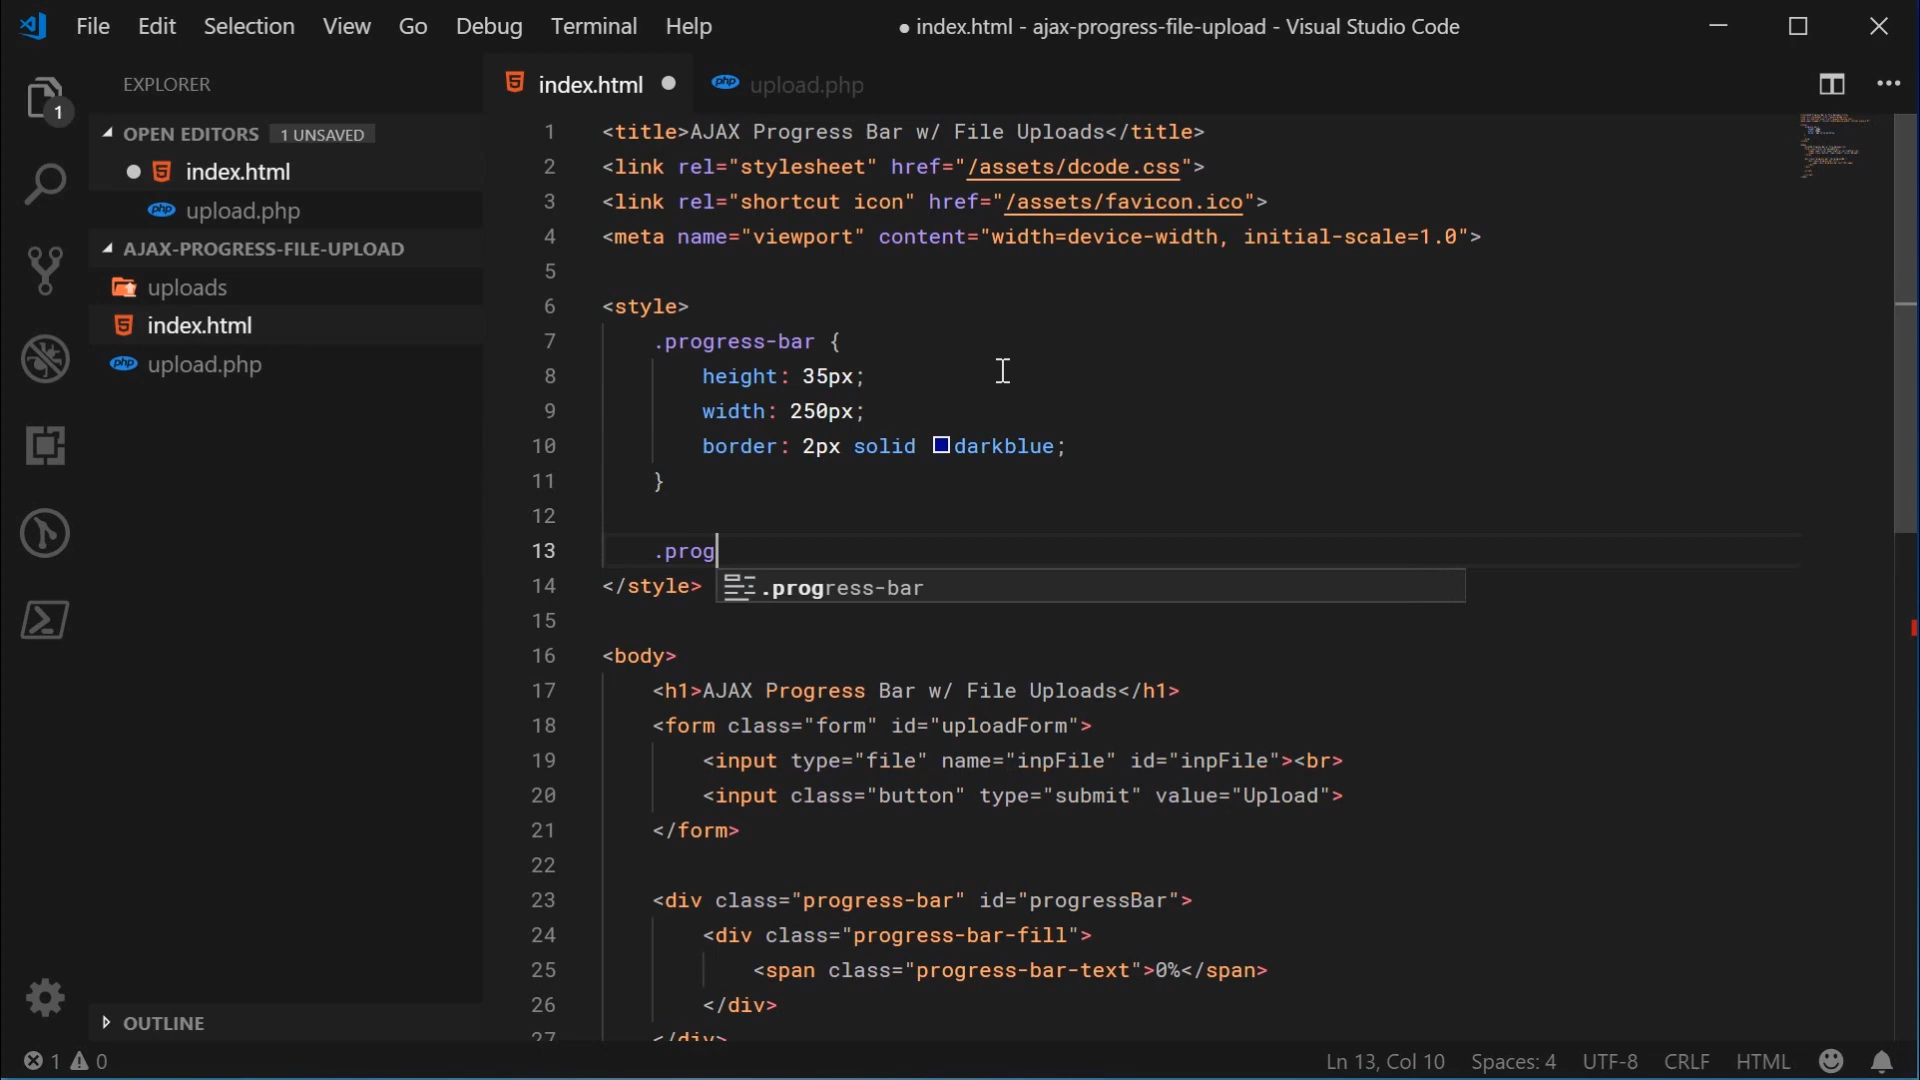 File Edit Selection View Go Debug Terminal Help
● index.html - ajax-progress-file-upload - Visual Studio Code
EXPLORER
1
OPEN EDITORS 1 UNSAVED
index.html
upload.php
AJAX-PROGRESS-FILE-UPLOAD
uploads
index.html
upload.php
OUTLINE
index.html ● upload.php
1 <title>AJAX Progress Bar w/ File Uploads</title>
2 <link rel="stylesheet" href="/assets/dcode.css">
3 <link rel="shortcut icon" href="/assets/favicon.ico">
4 <meta name="viewport" content="width=device-width, initial-scale=1.0">
5
6 <style>
7 .progress-bar {
8 height: 35px;
9 width: 250px;
10 border: 2px solid darkblue;
11 }
12
13 .prog
14 </style> .progress-bar
15
16 <body>
17 <h1>AJAX Progress Bar w/ File Uploads</h1>
18 <form class="form" id="uploadForm">
19 <input type="file" name="inpFile" id="inpFile"><br>
20 <input class="button" type="submit" value="Upload">
21 </form>
22
23 <div class="progress-bar" id="progressBar">
24 <div class="progress-bar-fill">
25 <span class="progress-bar-text">0%</span>
26 </div>
27 </div>
1 0 Ln 13, Col 10 Spaces: 4 UTF-8 CRLF HTML